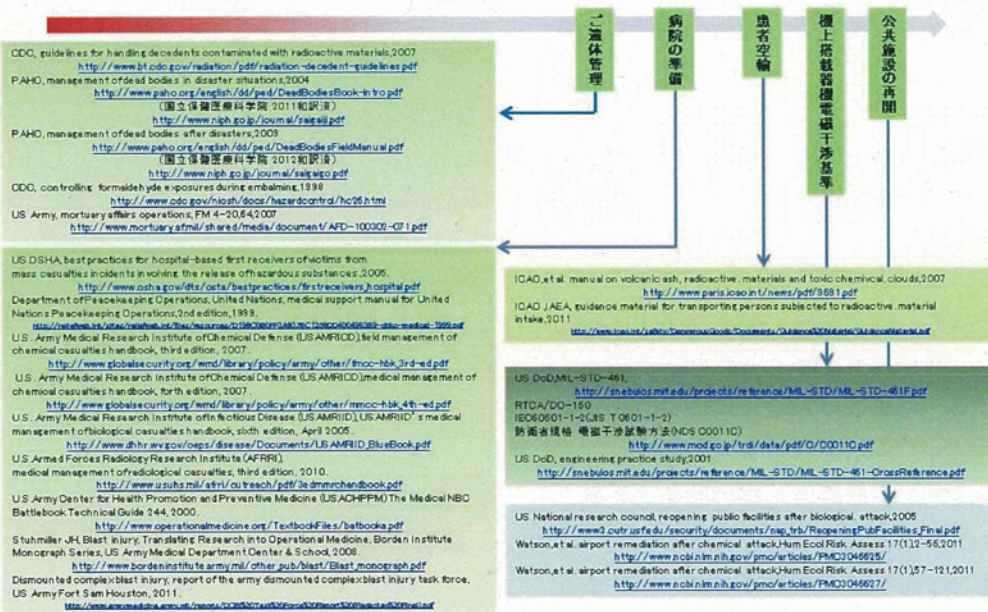 ご遺体管理
病院の準備
患者空輸
機上搭載器機電磁干渉基準
公共施設の再開
CDC, guidelines for handling decedents contaminated with radioactive materials,2007
http://www.bt.cdc.gov/radiation/pdf/radiation-decedent-guidelines.pdf
PAHO, management of dead bodies in disaster situations,2004
http://www.paho.org/english/dd/ped/DeadBodiesBook-intro.pdf
(国立保健医療科学院 2011和訳済)
http://www.niph.go.jp/journal/saigaiji.pdf
PAHO, management of dead bodies after disasters,2009
http://www.paho.org/english/dd/ped/DeadBodiesFieldManual.pdf
(国立保健医療科学院 2012和訳済)
http://www.niph.go.jp/journal/saigaigo.pdf
CDC, controlling formaldehyde exposures during embalming,1998
http://www.cdc.gov/niosh/docs/hazardcontrol/hc26.html
US Army, mortuary affairs operations, FM 4-20,64,2007
http://www.mortuary.af.mil/shared/media/document/AFD-100302-071.pdf
US OSHA, best practices for hospital-based first receivers of victims from
mass casualties incidents involving the release of hazardous substances ,2005.
http://www.osha.gov/dts/osta/bestpractices/firstreceivers_hospital.pdf
Department of Peacekeeping Operations, United Nations, medical support manual for United
Nations Peacekeeping Operations,2nd edition,1999.
U.S. Army Medical Research Institute of Chemical Defense (USAMRICD),field management of
chemical casualties handbook, third edition, 2007.
http://www.globalsecurity.org/wmd/library/policy/army/other/fmcc-hbk_3rd-ed.pdf
U.S. Army Medical Research Institute of Chemical Defense (USAMRICD),medical management of
chemical casualties handbook, forth edition, 2007.
http://www.globalsecurity.org/wmd/library/policy/army/other/mmcc-hbk_4th-ed.pdf
U.S. Army Medical Research Institute of Infectious Disease (USAMRIID), USAMRIID's medical
management of biological casualties handbook, sixth edition, April 2005.
http://www.dhhr.wv.gov/oeps/disease/Documents/USAMRIID_BlueBook.pdf
US Armed Forces Radiology Research Institute (AFRRI),
medical management of radiological casualties, third edition, 2010.
http://www.usuhs.mil/afrri/outreach/pdf/3edmmrchandbook.pdf
U.S Army Center for Health Promotion and Preventive Medicine (USACHPPM) The Medical NBC
Battlebook Technical Guide 244, 2000.
http://www.operationalmedicine.org/TextbookFiles/batbooka.pdf
Stuhmiller JH, Blast injury, Translating Research into Operational Medicine, Borden Institute
Monograph Series, US Army Medical Department Center & School, 2008.
http://www.bordeninstitute.army.mil/other_pub/blast/Blast_monograph.pdf
Dismounted complex blast injury, report of the army dismounted complex blast injury task force,
US Army Fort Sam Houston, 2011.
ICAO,et al. manual on volcanic ash, radioactive. materials and toxic chemivcal. clouds,2007
http://www.paris.icao.int/news/pdf/9691.pdf
ICAO ,IAEA, guidance material for transporting persons subjected to radioactive .material
intake,2011
US DoD,MIL-STD-461,
http://snebulos.mit.edu/projects/reference/MIL-STD/MIL-STD-461F.pdf
RTCA/DO-160
IEC60601-1-2(JIS T 0601-1-2)
防衛省規格 電磁干渉試験方法(NDS C0011C)
http://www.mod.go.jp/trdi/data/pdf/C/C0011C.pdf
US DoD, engineering practice study,2001
http://snebulos.mit.edu/projects/reference/MIL-STD/MIL-STD-461-CrossReference.pdf
US National research council, reopening public facilities after biological. attack,2005
http://www3.cutr.usf.edu/security/documents/nap_trb/ReopeningPubFacilities_Final.pdf
Watson,et.al. airport remediation after chemical attack,Hum Ecol Risk. Assess 17(1),2-56,2011
http://www.ncbi.nlm.nih.gov/pmc/articles/PMC3046625/
Watson,et.al. airport remediation after chemical attack,Hum Ecol Risk. Assess 17(1),57-121,2011
http://www.ncbi.nlm.nih.gov/pmc/articles/PMC3046627/